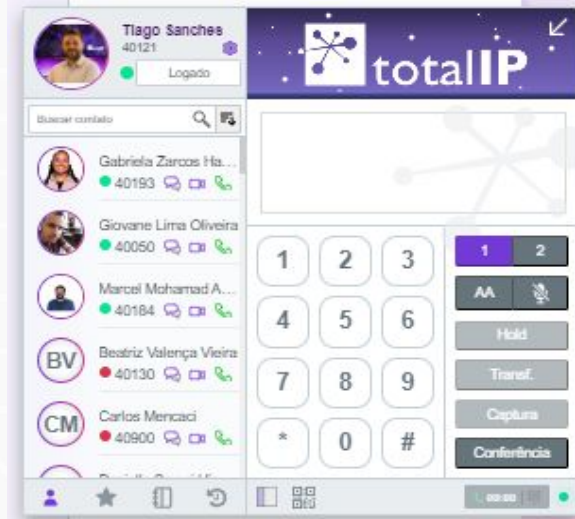 Tiago Sanches
40121
Logado
totalIP
Buscar contato
Gabriela Zarcos Ha...
40193
Giovane Lima Oliveira
40050
Marcel Mohamad A...
40184
BV
Beatriz Valença Vieira
40130
CM
Carlos Mencaci
40900
1 2 3
4 5 6
7 8 9
* 0 #
1 2
AA
Hold
Transf.
Captura
Conferência
00:00